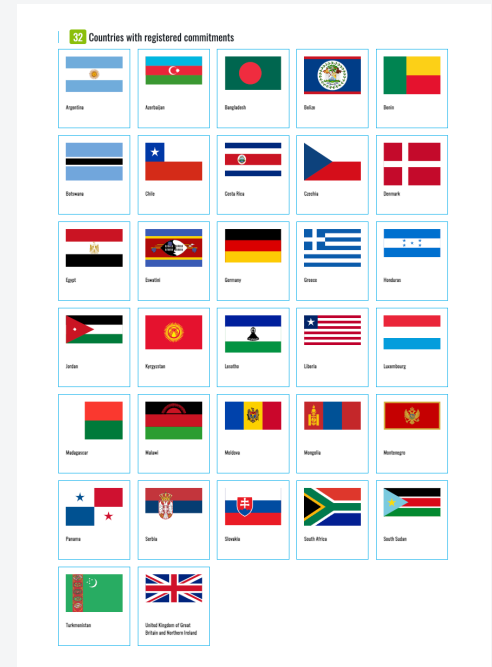 32 Countries with registered commitments
Argentina
Azerbaijan
Bangladesh
Belize
Benin
Botswana
Chile
Costa Rica
Czechia
Denmark
Egypt
Eswatini
Germany
Greece
Honduras
Jordan
Kyrgyzstan
Lesotho
Liberia
Luxembourg
Madagascar
Malawi
Moldova
Mongolia
Montenegro
Panama
Serbia
Slovakia
South Africa
South Sudan
Turkmenistan
United Kingdom of Great
Britain and Northern Ireland